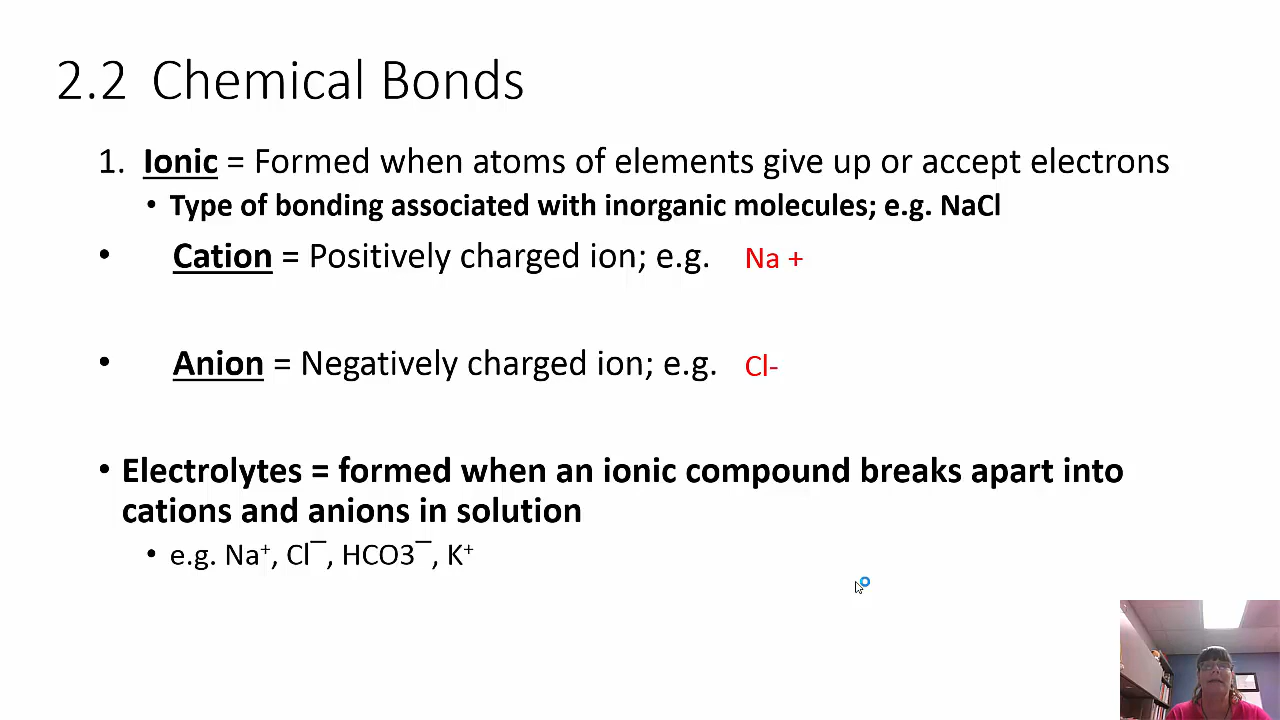 2.2 Chemical Bonds
1. Ionic = Formed when atoms of elements give up or accept electrons
• Type of bonding associated with inorganic molecules; e.g. NaCl
• Cation = Positively charged ion; e.g. Na +
• Anion = Negatively charged ion; e.g. Cl-
• Electrolytes = formed when an ionic compound breaks apart into
cations and anions in solution
• e.g. Na⁺, Cl¯, HCO3¯, K⁺